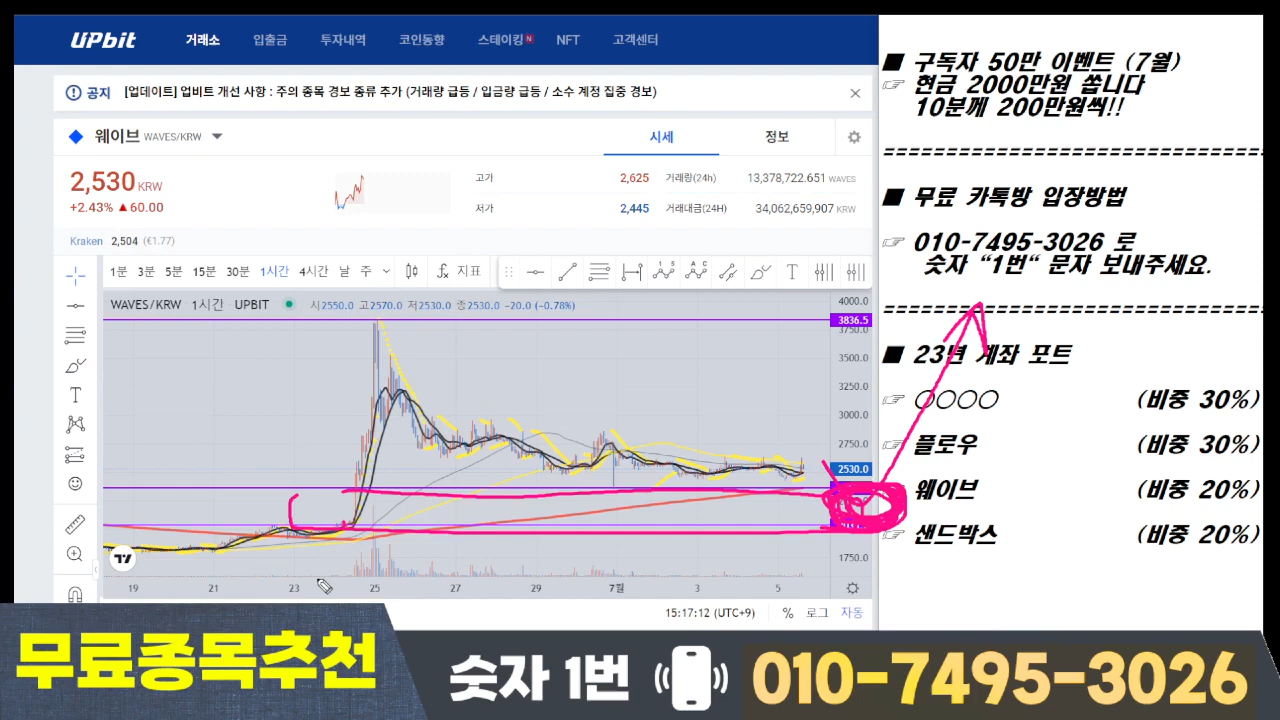 UPbit 거래소 입출금 투자내역 코인동향 스테이킹 N NFT 고객센터
공지 [업데이트] 업비트 개선 사항 : 주의 종목 경보 종류 추가 (거래량 급등 / 입금량 급등 / 소수 계정 집중 경보)
웨이브 WAVES/KRW 시세 정보
2,530 KRW
+2.43% ▲60.00
고가 2,625 거래량(24h) 13,378,722.651 WAVES
저가 2,445 거래대금(24H) 34,062,659,907 KRW
Kraken 2,504 (€1.77)
1분 3분 5분 15분 30분 1시간 4시간 날 주 지표
WAVES/KRW 1시간 UPBIT 시2550.0 고2570.0 저2530.0 종2530.0 -20.0 (-0.78%)
4000.0
3836.5
3750.0
3500.0
3250.0
3000.0
2750.0
2530.0
1750.0
19 21 23 25 27 29 7월 3 5
15:17:12 (UTC+9) % 로그 자동
■ 구독자 50만 이벤트 (7월)
☞ 현금 2000만원 쏩니다
10분께 200만원씩!!
■ 무료 카톡방 입장방법
☞ 010-7495-3026 로
숫자 “1번“ 문자 보내주세요.
■ 23년 계좌 포트
☞ ○○○○ (비중 30%)
☞ 플로우 (비중 30%)
웨이브 (비중 20%)
☞ 샌드박스 (비중 20%)
무료종목추천
숫자 1번 010-7495-3026